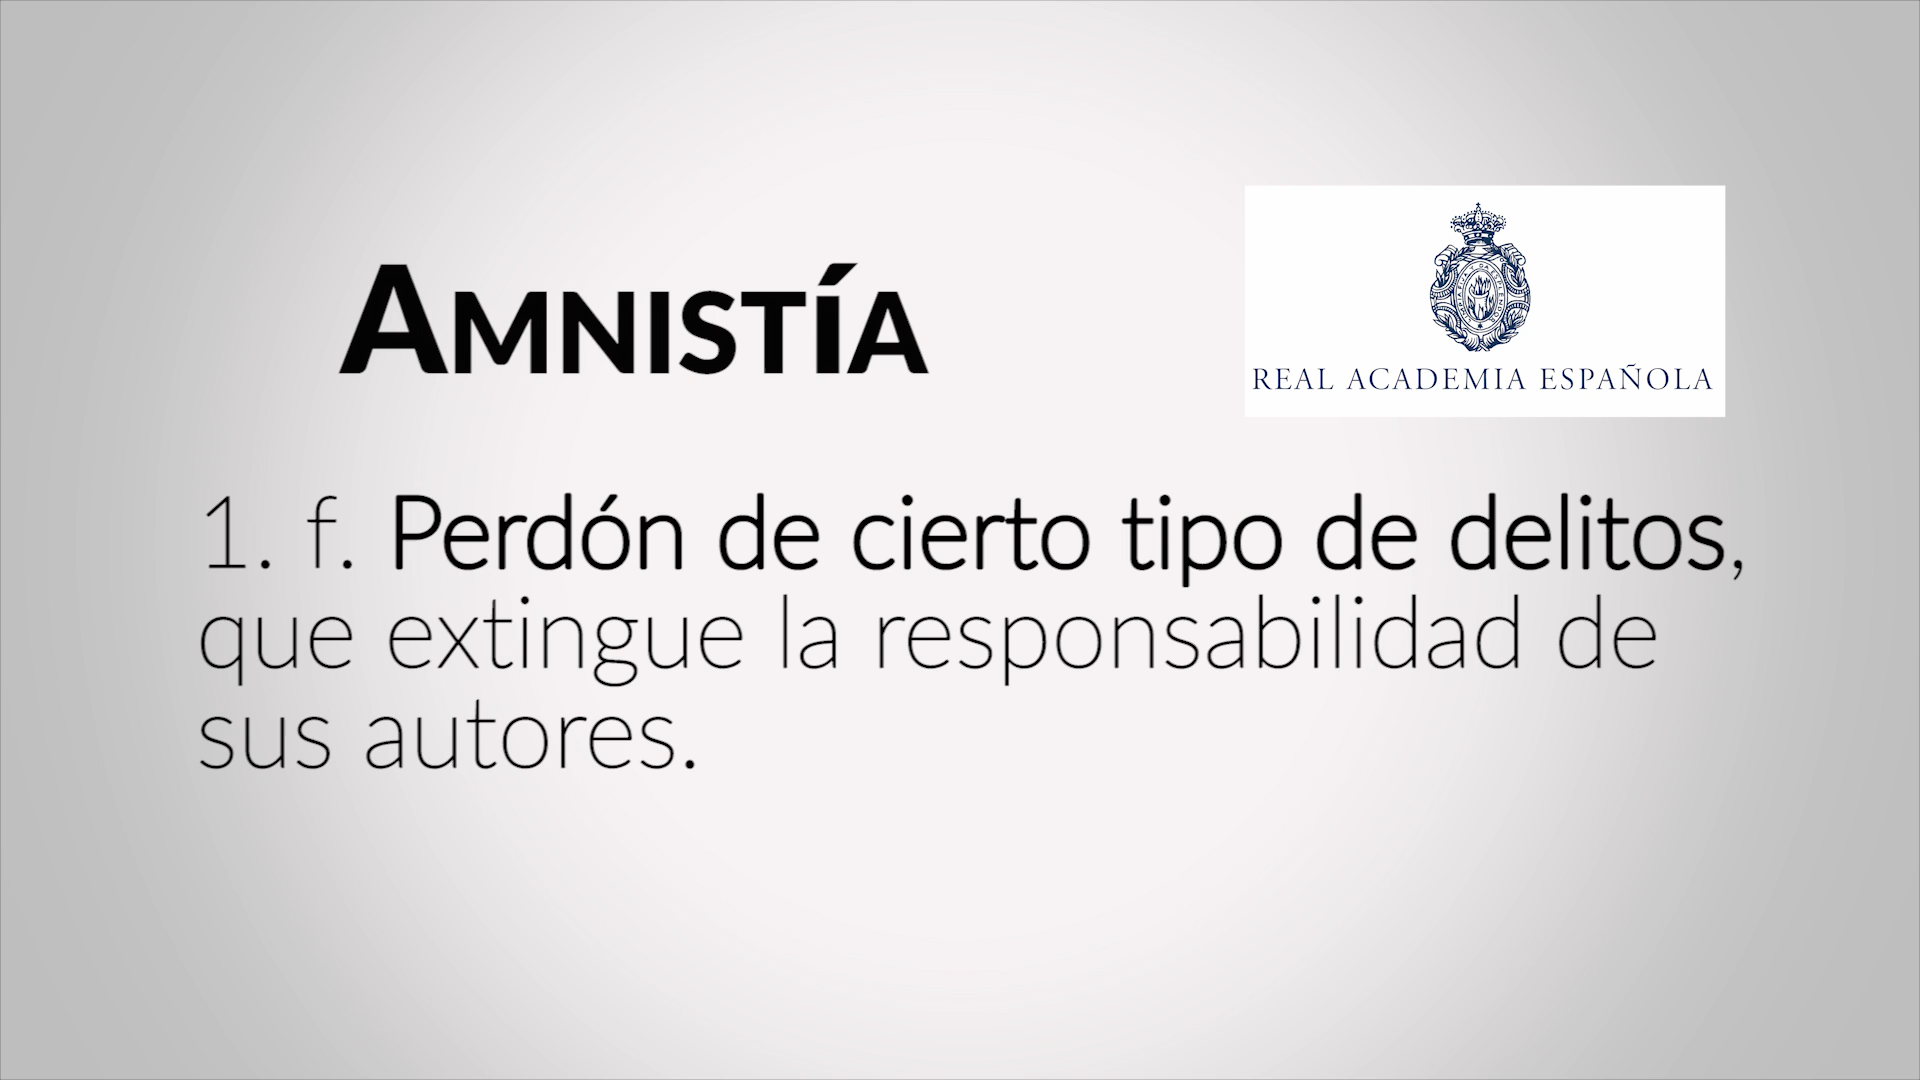 AMNISTÍA
REAL ACADEMIA ESPAÑOLA
1. f. Perdón de cierto tipo de delitos,
que extingue la responsabilidad de
sus autores.